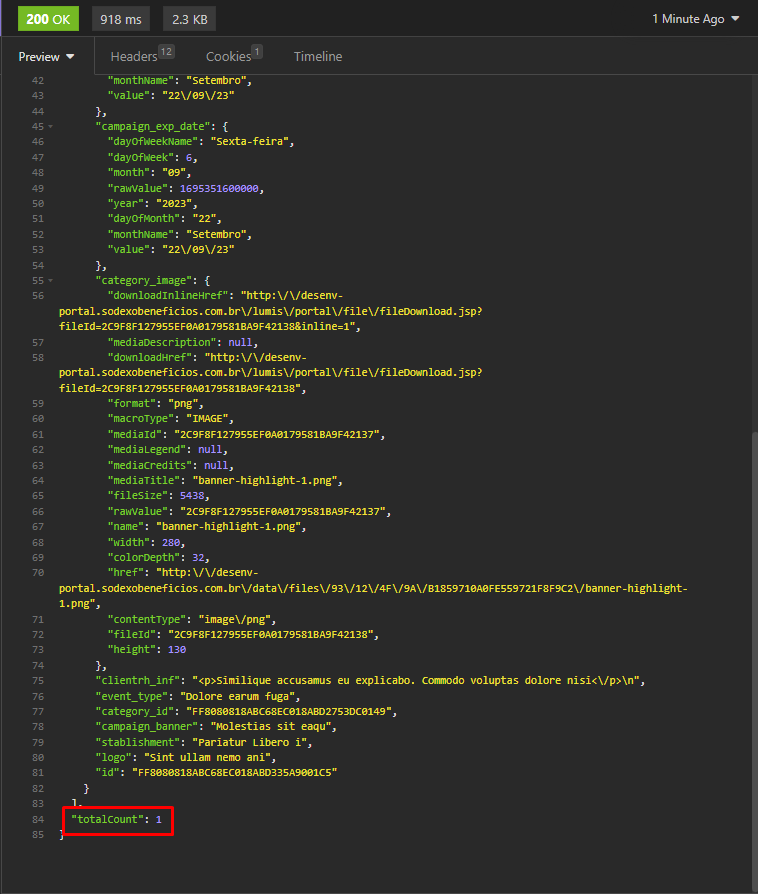 200 OK 918 ms 2.3 KB 1 Minute Ago
Preview Headers 12 Cookies 1 Timeline
42 "monthName": "Setembro",
43 "value": "22\/09\/23"
44 },
45 "campaign_exp_date": {
46 "dayOfWeekName": "Sexta-feira",
47 "dayOfWeek": 6,
48 "month": "09",
49 "rawValue": 1695351600000,
50 "year": "2023",
51 "dayOfMonth": "22",
52 "monthName": "Setembro",
53 "value": "22\/09\/23"
54 },
55 "category_image": {
56 "downloadInlineHref": "http:\/\/desenv-
portal.sodexobeneficios.com.br\/lumis\/portal\/file\/fileDownload.jsp?
fileId=2C9F8F127955EF0A0179581BA9F42138&inline=1",
57 "mediaDescription": null,
58 "downloadHref": "http:\/\/desenv-
portal.sodexobeneficios.com.br\/lumis\/portal\/file\/fileDownload.jsp?
fileId=2C9F8F127955EF0A0179581BA9F42138",
59 "format": "png",
60 "macroType": "IMAGE",
61 "mediaId": "2C9F8F127955EF0A0179581BA9F42137",
62 "mediaLegend": null,
63 "mediaCredits": null,
64 "mediaTitle": "banner-highlight-1.png",
65 "fileSize": 5438,
66 "rawValue": "2C9F8F127955EF0A0179581BA9F42137",
67 "name": "banner-highlight-1.png",
68 "width": 280,
69 "colorDepth": 32,
70 "href": "http:\/\/desenv-
portal.sodexobeneficios.com.br\/data\/files\/93\/12\/4F\/9A\/B1859710A0FE559721F8F9C2\/banner-highlight-
1.png",
71 "contentType": "image\/png",
72 "fileId": "2C9F8F127955EF0A0179581BA9F42138",
73 "height": 130
74 },
75 "clientrh_inf": "<p>Similique accusamus eu explicabo. Commodo voluptas dolore nisi<\/p>\n",
76 "event_type": "Dolore earum fuga",
77 "category_id": "FF8080818ABC68EC018ABD2753DC0149",
78 "campaign_banner": "Molestias sit eaqu",
79 "stablishment": "Pariatur Libero i",
80 "logo": "Sint ullam nemo ani",
81 "id": "FF8080818ABC68EC018ABD335A9001C5"
82 }
83 ],
84 "totalCount": 1
85 }